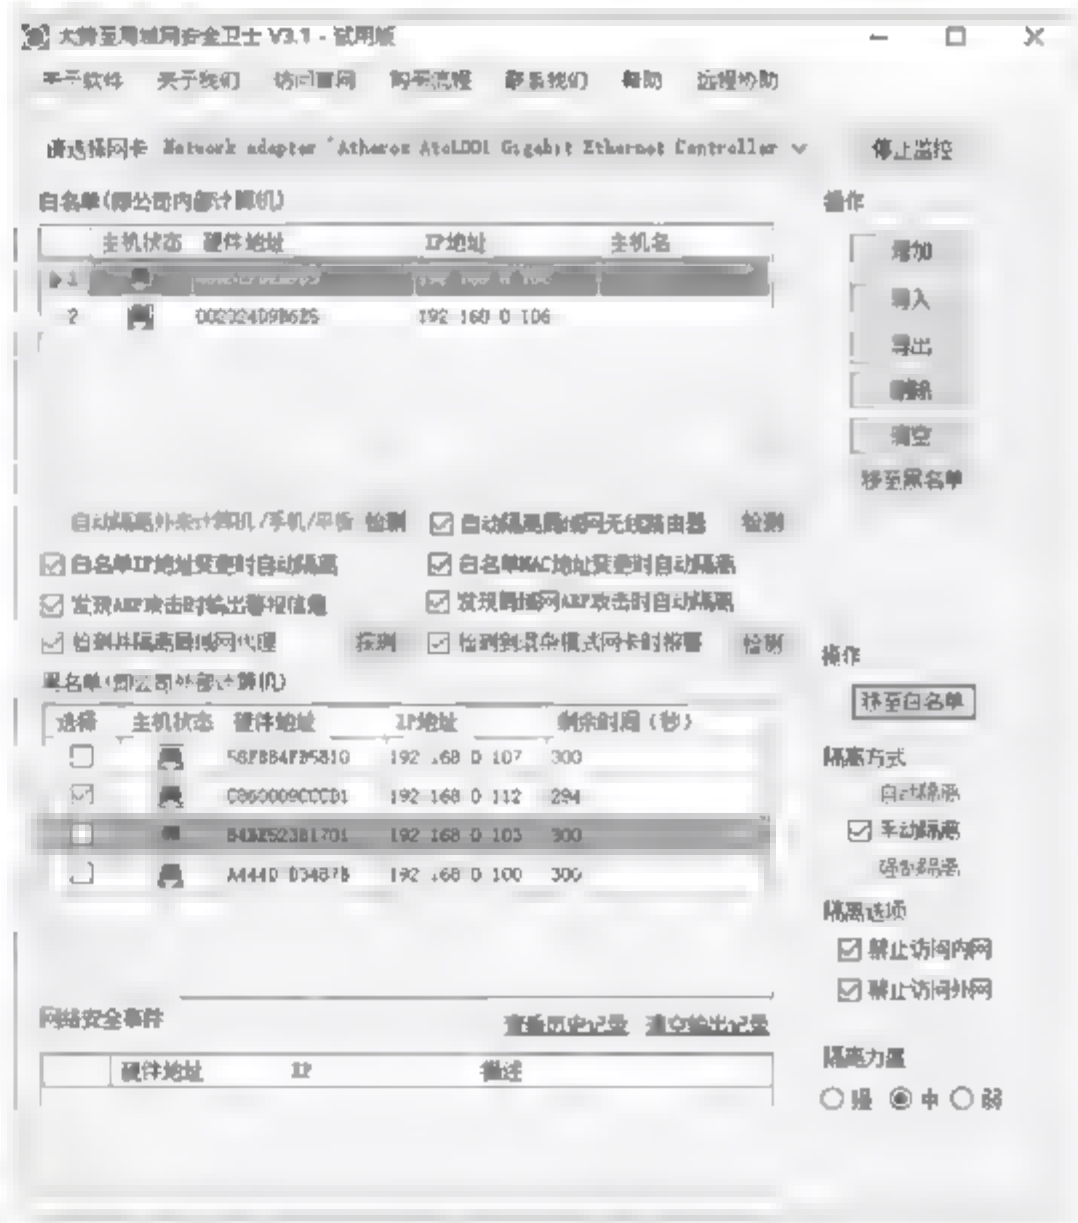 大势至局域网安全卫士 V3.1 - 试用版
关于我们 访问官网 购买流程 联系我们 帮助 远程协助
请选择网卡 Network adapter 'Atheros AtcL001 Gigabit Ethernet Controller 停止监控
白名单(即公司内部计算机) 操作
主机状态 硬件地址 IP地址 主机名
1
2 192 168 0 106
增加
导入
导出
删除
清空
移至黑名单
自动隔离外来计算机/手机/平板 检测 自动隔离局域网无线路由器 检测
白名单IP地址变更时自动隔离 白名单MAC地址变更时自动隔离
发现ARP攻击时输出警报信息 发现局域网ARP攻击时自动隔离
检测并隔离局域网代理 检测 检测到混杂模式网卡时报警 检测
黑名单(即公司外部计算机) 操作
移至白名单
选择 主机状态 硬件地址 IP地址 剩余时间 (秒)
192 168 0 107 300
192 168 0 112 294
192 168 0 103 300
192 168 0 100 300
隔离方式
自动隔离
手动隔离
强制隔离
隔离选项
禁止访问内网
禁止访问外网
网络安全事件 查看历史记录 清空输出记录
硬件地址 IP 描述
隔离力度
强 中 弱